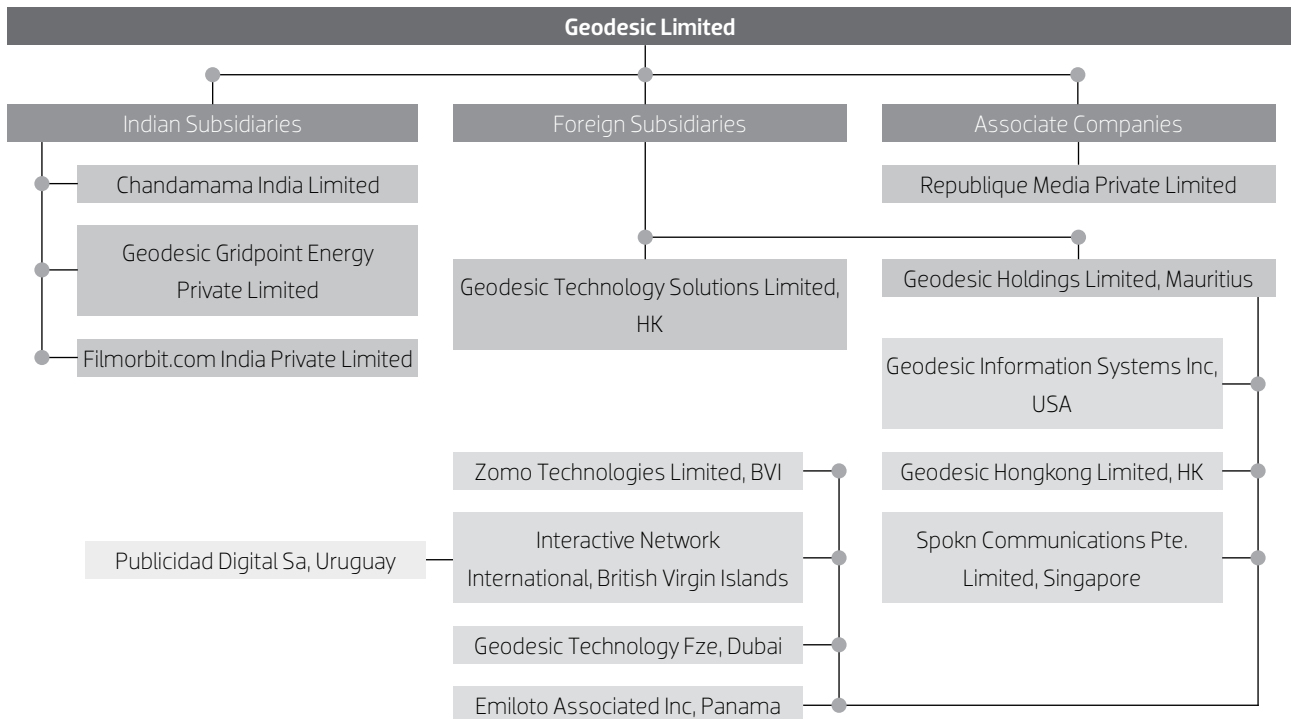 Geodesic Limited
Indian Subsidiaries
Foreign Subsidiaries
Associate Companies
Chandamama India Limited
Republique Media Private Limited
Geodesic Gridpoint Energy
Private Limited
Geodesic Technology Solutions Limited,
HK
Geodesic Holdings Limited, Mauritius
Filmorbit.com India Private Limited
Geodesic Information Systems Inc,
USA
Zomo Technologies Limited, BVI
Geodesic Hongkong Limited, HK
Publicidad Digital Sa, Uruguay
Interactive Network
International, British Virgin Islands
Spokn Communications Pte.
Limited, Singapore
Geodesic Technology Fze, Dubai
Emiloto Associated Inc, Panama